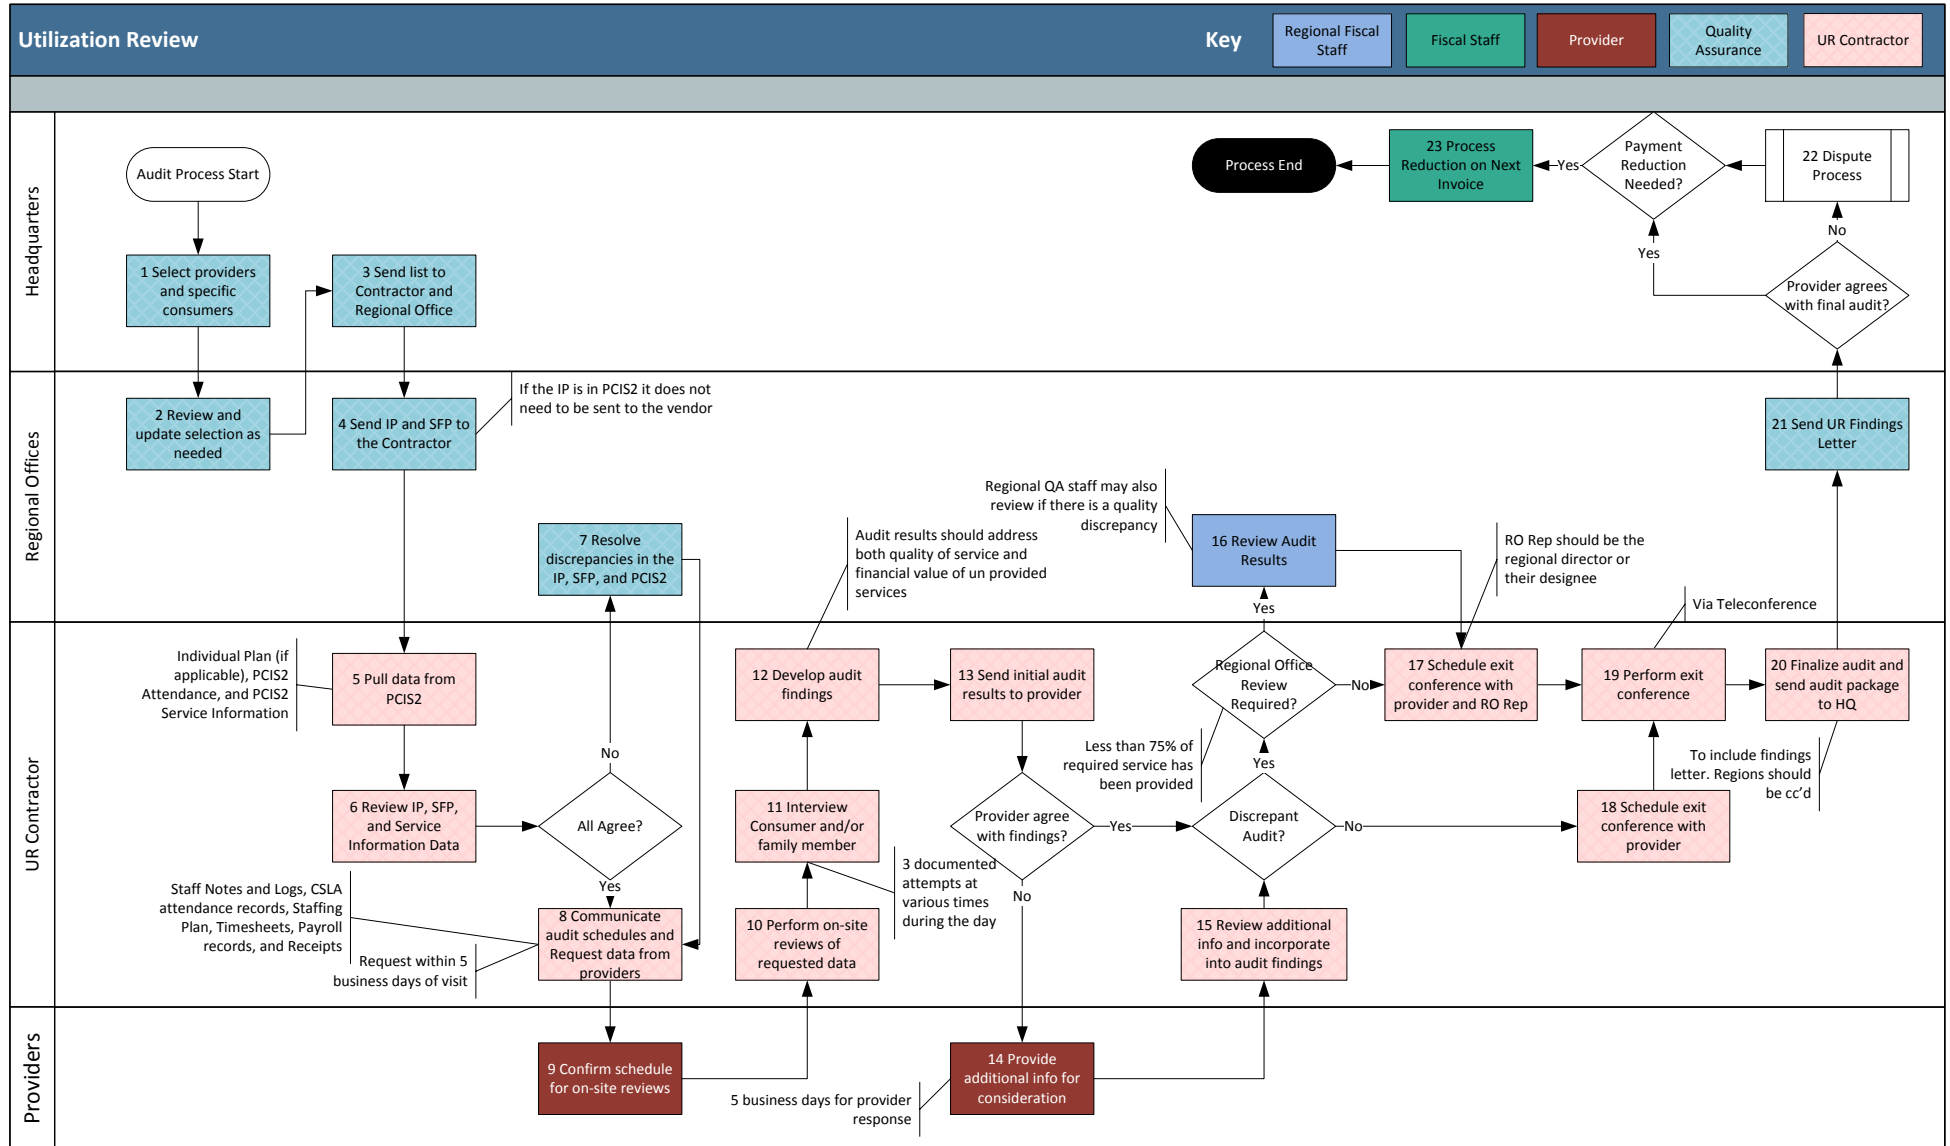 Utilization Review
Key
Regional Fiscal
Staff
Fiscal Staff
Provider
Quality
Assurance
UR Contractor
Headquarters
Audit Process Start
1 Select providers
and specific
consumers
3 Send list to
Contractor and
Regional Office
Process End
23 Process
Reduction on Next
Invoice
Yes
Payment
Reduction
Needed?
22 Dispute
Process
No
Yes
Provider agrees
with final audit?
Regional Offices
2 Review and
update selection as
needed
4 Send IP and SFP to
the Contractor
If the IP is in PCIS2 it does not
need to be sent to the vendor
7 Resolve
discrepancies in the
IP, SFP, and PCIS2
Audit results should address
both quality of service and
financial value of un provided
services
Regional QA staff may also
review if there is a quality
discrepancy
16 Review Audit
Results
Yes
RO Rep should be the
regional director or
their designee
Via Teleconference
21 Send UR Findings
Letter
UR Contractor
Individual Plan (if
applicable), PCIS2
Attendance, and PCIS2
Service Information
5 Pull data from
PCIS2
6 Review IP, SFP,
and Service
Information Data
No
All Agree?
Yes
Staff Notes and Logs, CSLA
attendance records, Staffing
Plan, Timesheets, Payroll
records, and Receipts
Request within 5
business days of visit
8 Communicate
audit schedules and
Request data from
providers
12 Develop audit
findings
11 Interview
Consumer and/or
family member
10 Perform on-site
reviews of
requested data
3 documented
attempts at
various times
during the day
13 Send initial audit
results to provider
Provider agree
with findings?
Yes
No
Regional Office
Review
Required?
No
Less than 75% of
required service has
been provided
Yes
Discrepant
Audit?
No
15 Review additional
info and incorporate
into audit findings
17 Schedule exit
conference with
provider and RO Rep
19 Perform exit
conference
20 Finalize audit and
send audit package
to HQ
To include findings
letter. Regions should
be cc’d
18 Schedule exit
conference with
provider
Providers
9 Confirm schedule
for on-site reviews
5 business days for provider
response
14 Provide
additional info for
consideration